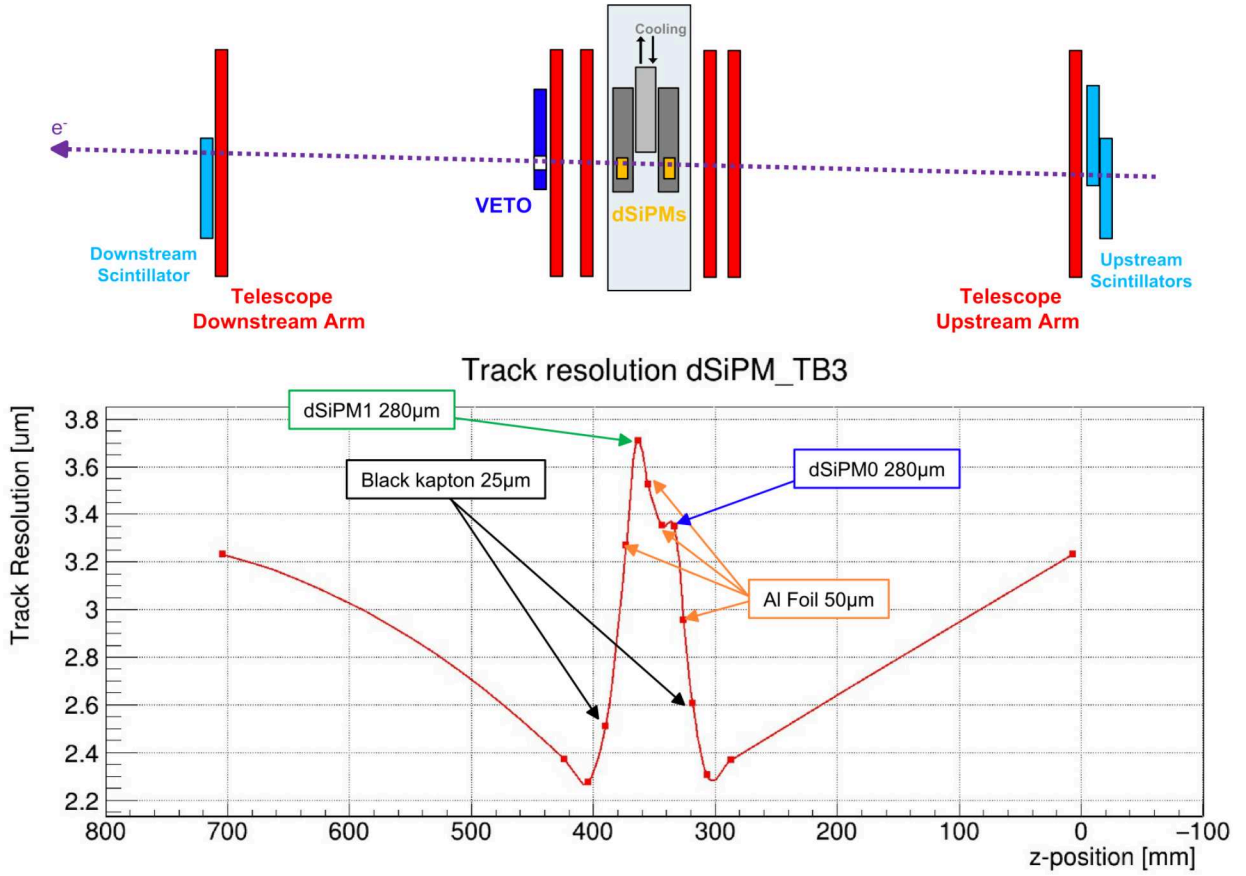 Cooling
e-
VETO
dSiPMs
Downstream
Scintillator
Upstream
Scintillators
Telescope
Downstream Arm
Telescope
Upstream Arm
Track resolution dSiPM_TB3
Track Resolution [um]
3.8
3.6
3.4
3.2
3
2.8
2.6
2.4
2.2
dSiPM1 280μm
Black kapton 25μm
dSiPM0 280μm
Al Foil 50μm
800 700 600 500 400 300 200 100 0 −100
z-position [mm]